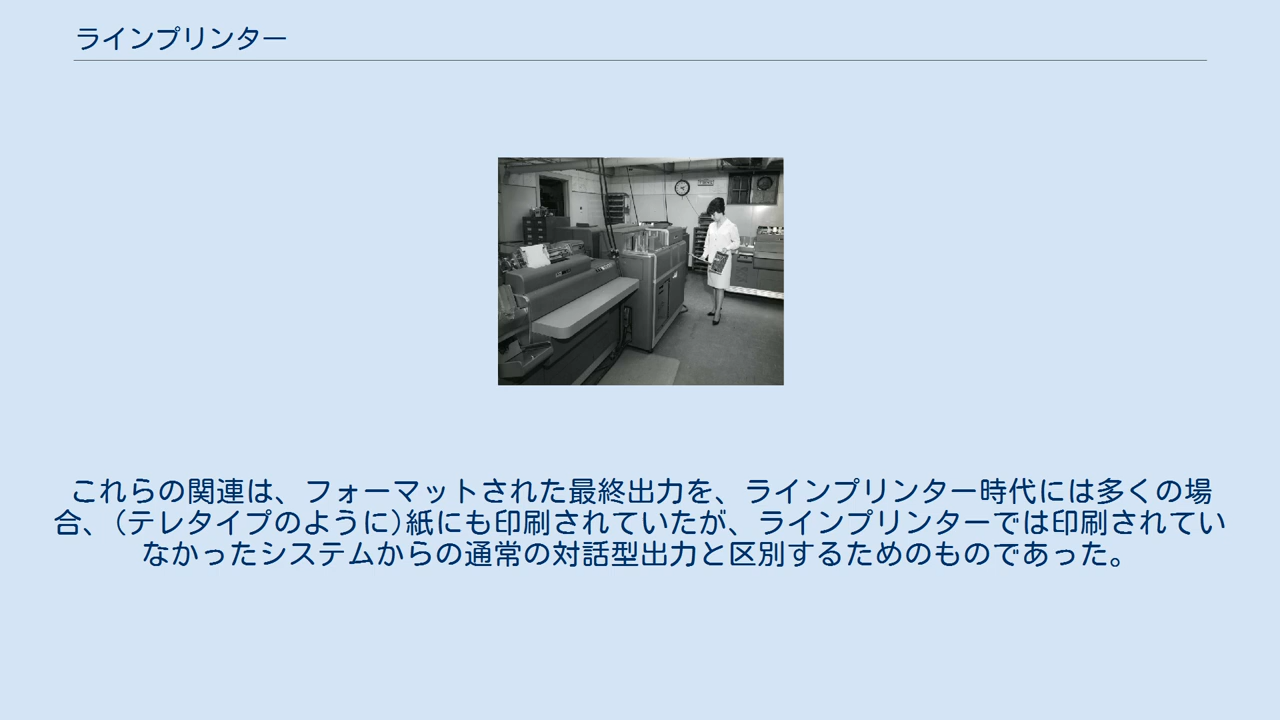 ラインプリンター
これらの関連は、フォーマットされた最終出力を、ラインプリンター時代には多くの場
合、(テレタイプのように)紙にも印刷されていたが、ラインプリンターでは印刷されてい
なかったシステムからの通常の対話型出力と区別するためのものであった。